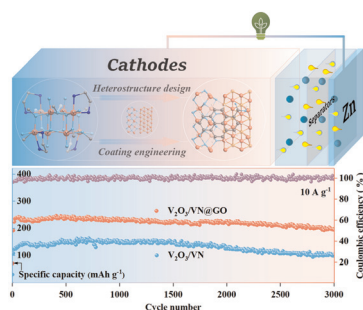 Cathodes
Heterostructure design
Coating engineering
Separators
Zn
400
300
200
100
0
100
80
60
40
20
10 A g⁻¹
V₂O₃/VN@GO
V₂O₃/VN
Specific capacity (mAh g⁻¹)
Coulombic efficiency (%)
0 500 1000 1500 2000 2500 3000
Cycle number